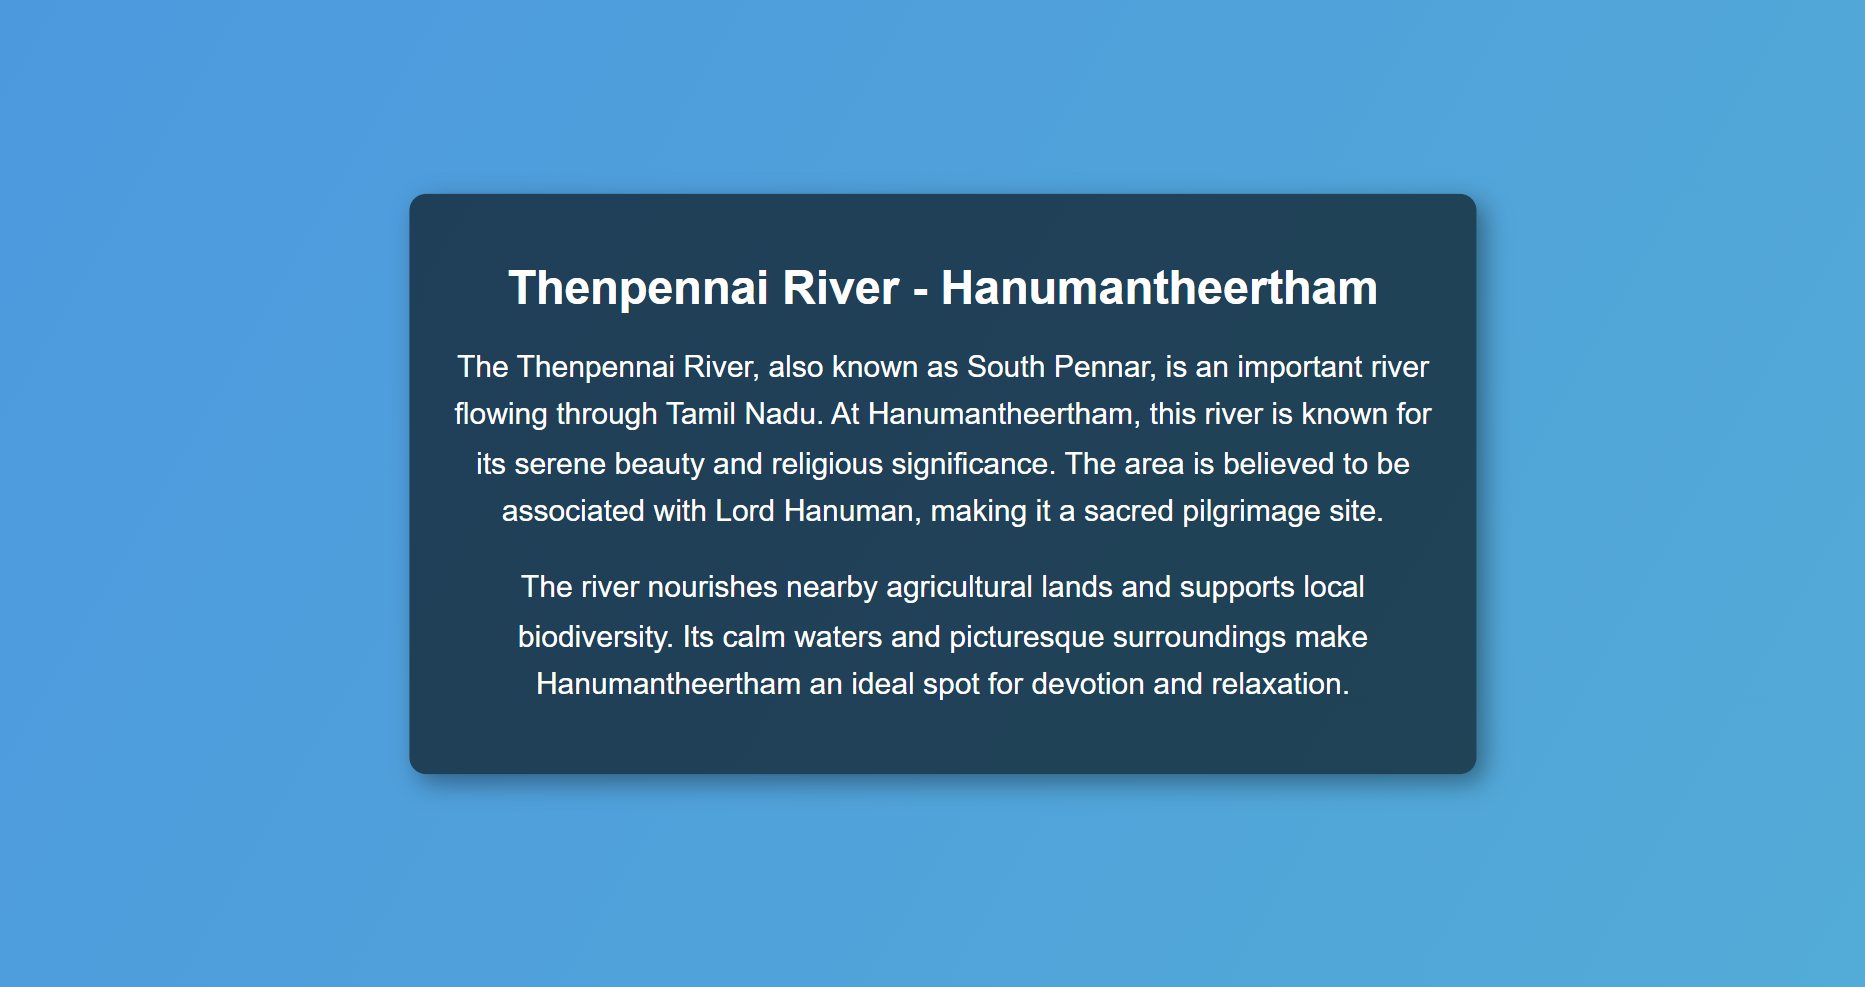 Thenpennai River - Hanumantheertham
The Thenpennai River, also known as South Pennar, is an important river
flowing through Tamil Nadu. At Hanumantheertham, this river is known for
its serene beauty and religious significance. The area is believed to be
associated with Lord Hanuman, making it a sacred pilgrimage site.
The river nourishes nearby agricultural lands and supports local
biodiversity. Its calm waters and picturesque surroundings make
Hanumantheertham an ideal spot for devotion and relaxation.